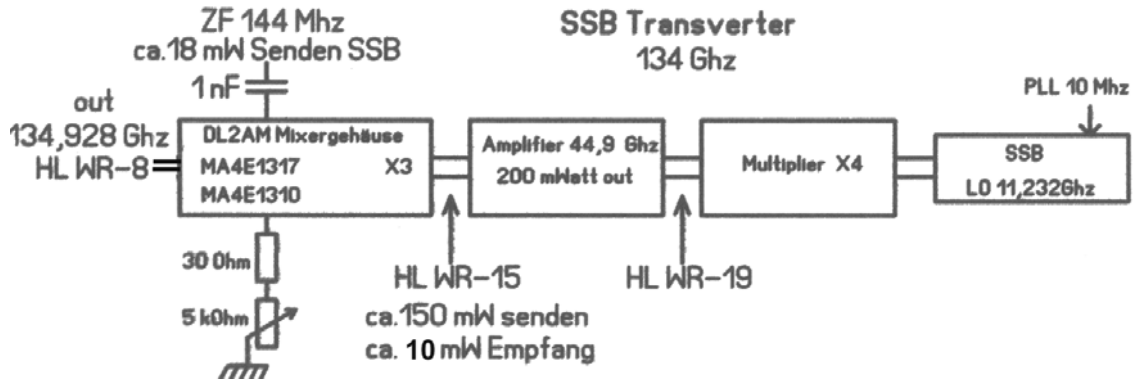 ZF 144 Mhz
ca.18 mW Senden SSB
1nF
SSB Transverter
134 Ghz
PLL 10 Mhz
out
134,928 Ghz
HL WR-8
DL2AM Mixergehäuse
MA4E1317
X3
MA4E1310
Amplifier 44,9 Ghz
200 mWatt out
Multiplier X4
SSB
LO 11,232Ghz
30 Ohm
5 kOhm
HL WR-15
ca.150 mW senden
ca. 10 mW Empfang
HL WR-19